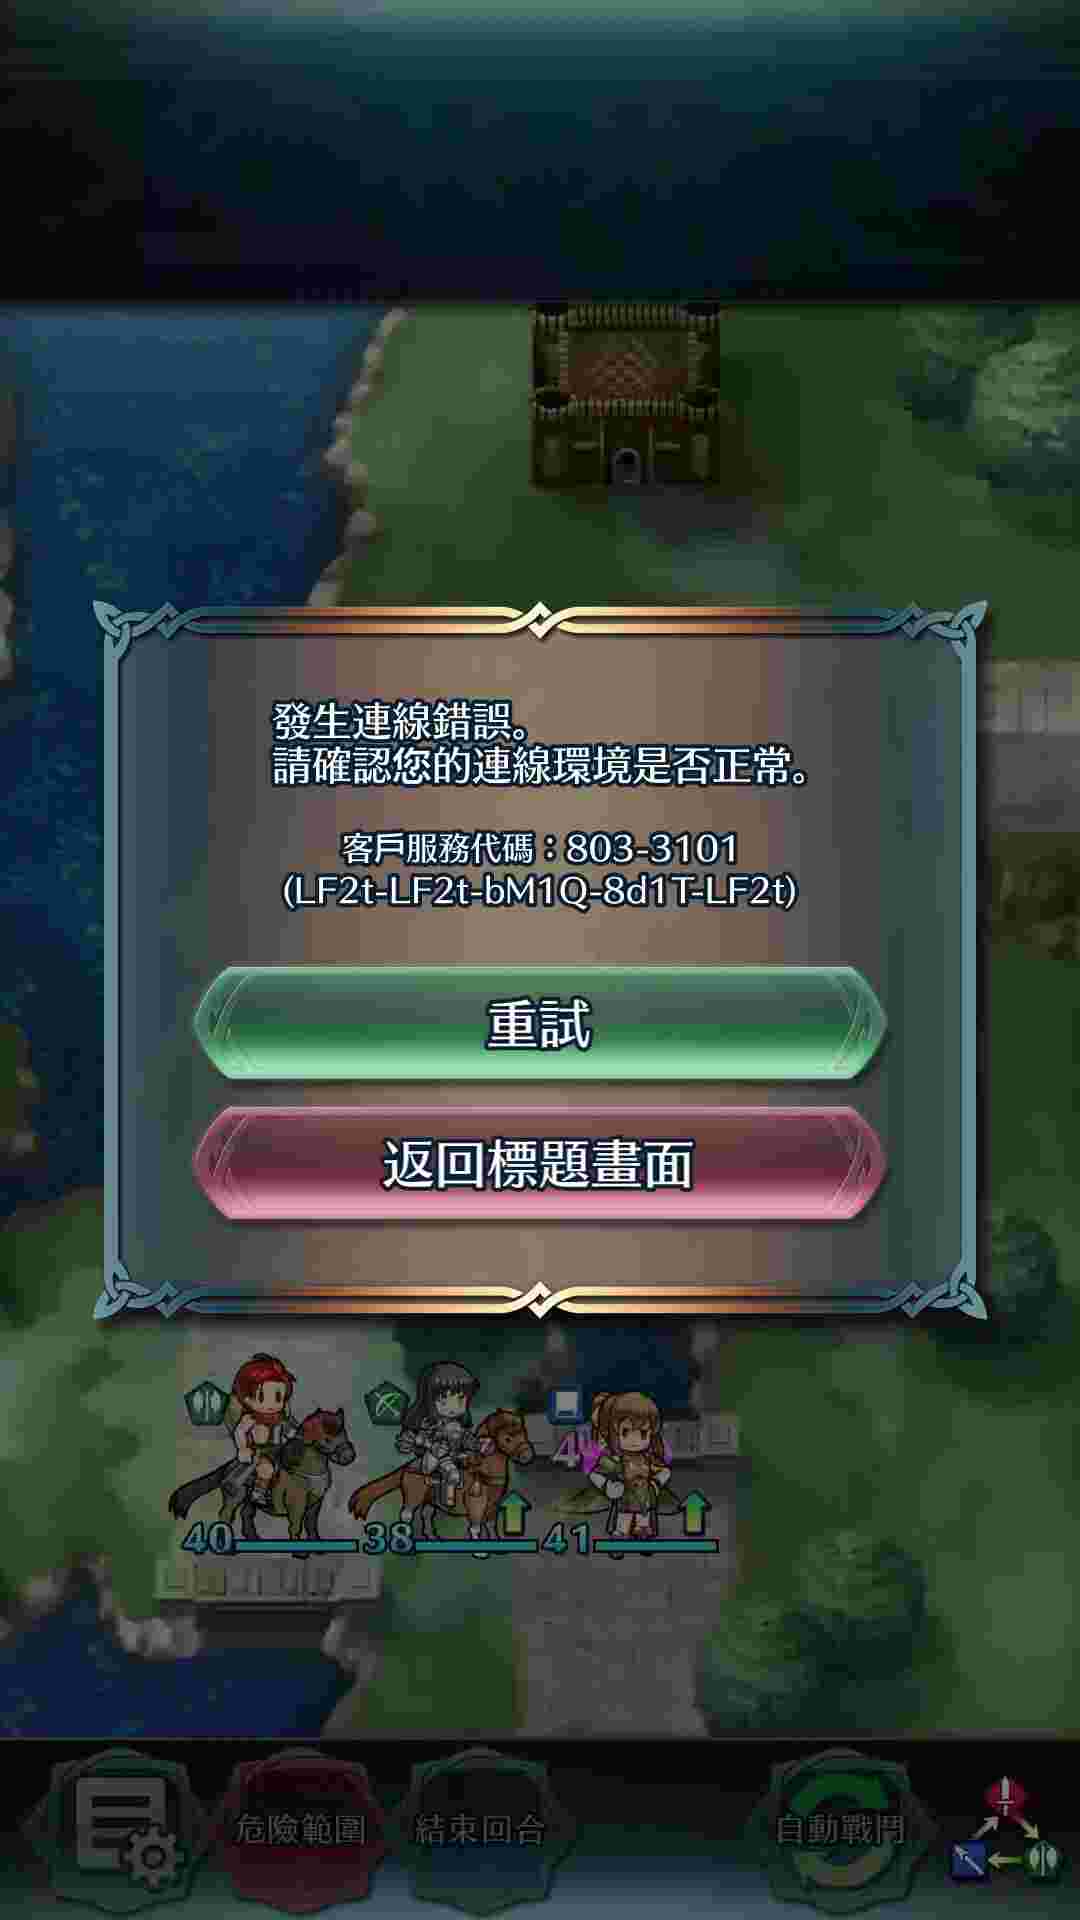 發生連線錯誤。
請確認您的連線環境是否正常。
客戶服務代碼：803-3101
(LF2t-LF2t-bM1Q-8d1T-LF2t)
重試
返回標題畫面
4
40 38 41
危險範圍 結束回合 自動戰鬥